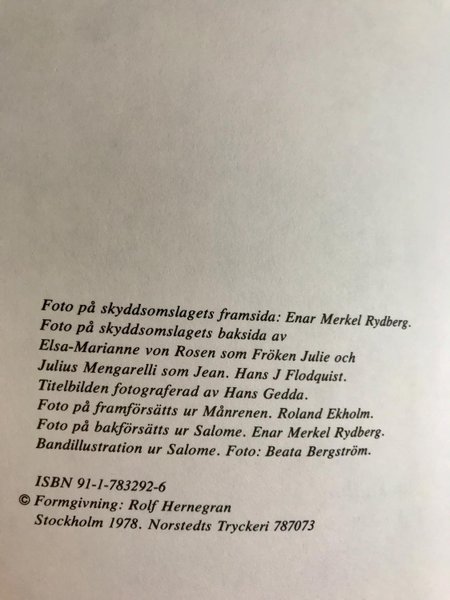 Foto på skyddsomslagets framsida: Enar Merkel Rydberg.
Foto på skyddsomslagets baksida av
Elsa-Marianne von Rosen som Fröken Julie och
Julius Mengarelli som Jean. Hans J Flodquist.
Titelbilden fotograferad av Hans Gedda.
Foto på framförsätts ur Månrenen. Roland Ekholm.
Foto på bakförsätts ur Salome. Enar Merkel Rydberg.
Bandillustration ur Salome. Foto: Beata Bergström.
ISBN 91-1-783292-6
© Formgivning: Rolf Hernegran
Stockholm 1978. Norstedts Tryckeri 787073